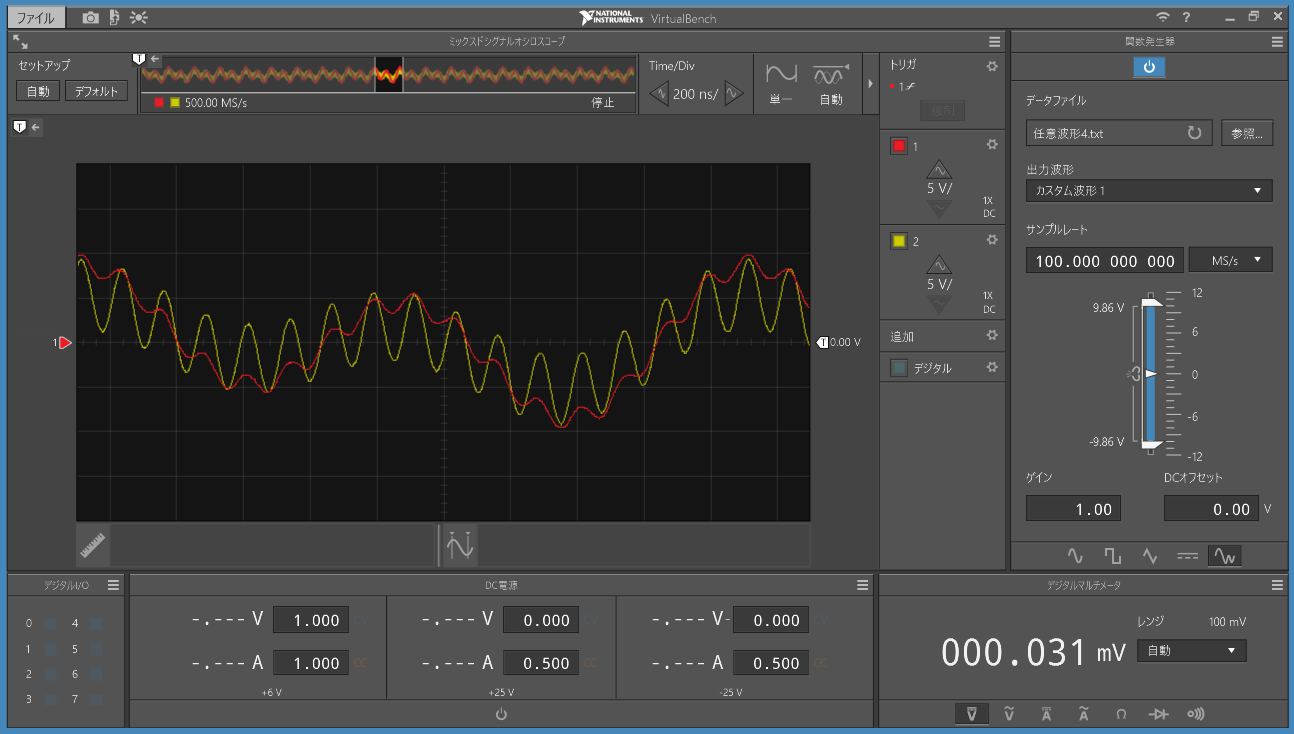 ファイル
NATIONAL INSTRUMENTS VirtualBench
?
ミックスドシグナルオシロスコープ
関数発生器
セットアップ
自動 デフォルト
T
500.00 MS/s 停止
Time/Div
200 ns/
単一 自動
トリガ
1
T
1
5 V/
1X
DC
2
5 V/
1X
DC
追加
デジタル
1
T 0.00 V
データファイル
任意波形4.txt 参照...
出力波形
カスタム波形 1
サンプルレート
100.000 000 000 MS/s
12
9.86 V
6
0
-6
-9.86 V
-12
ゲイン DCオフセット
1.00 0.00 V
デジタルI/O
0 4
1 5
2 6
3 7
DC電源
-.--- V 1.000 CV
-.--- A 1.000 CC
+6 V
-.--- V 0.000 CV
-.--- A 0.500 CC
+25 V
-.--- V -0.000 CV
-.--- A 0.500 CC
-25 V
デジタルマルチメータ
レンジ 100 mV
000.031 mV 自動
V V A A Ω